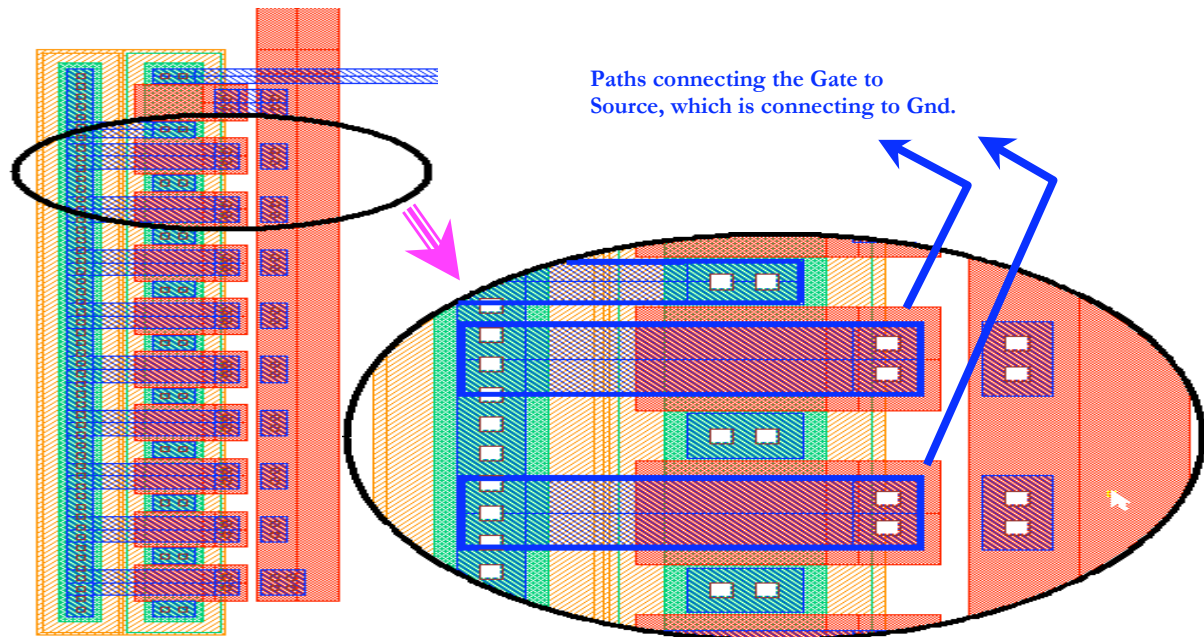 Paths connecting the Gate to
Source, which is connecting to Gnd.